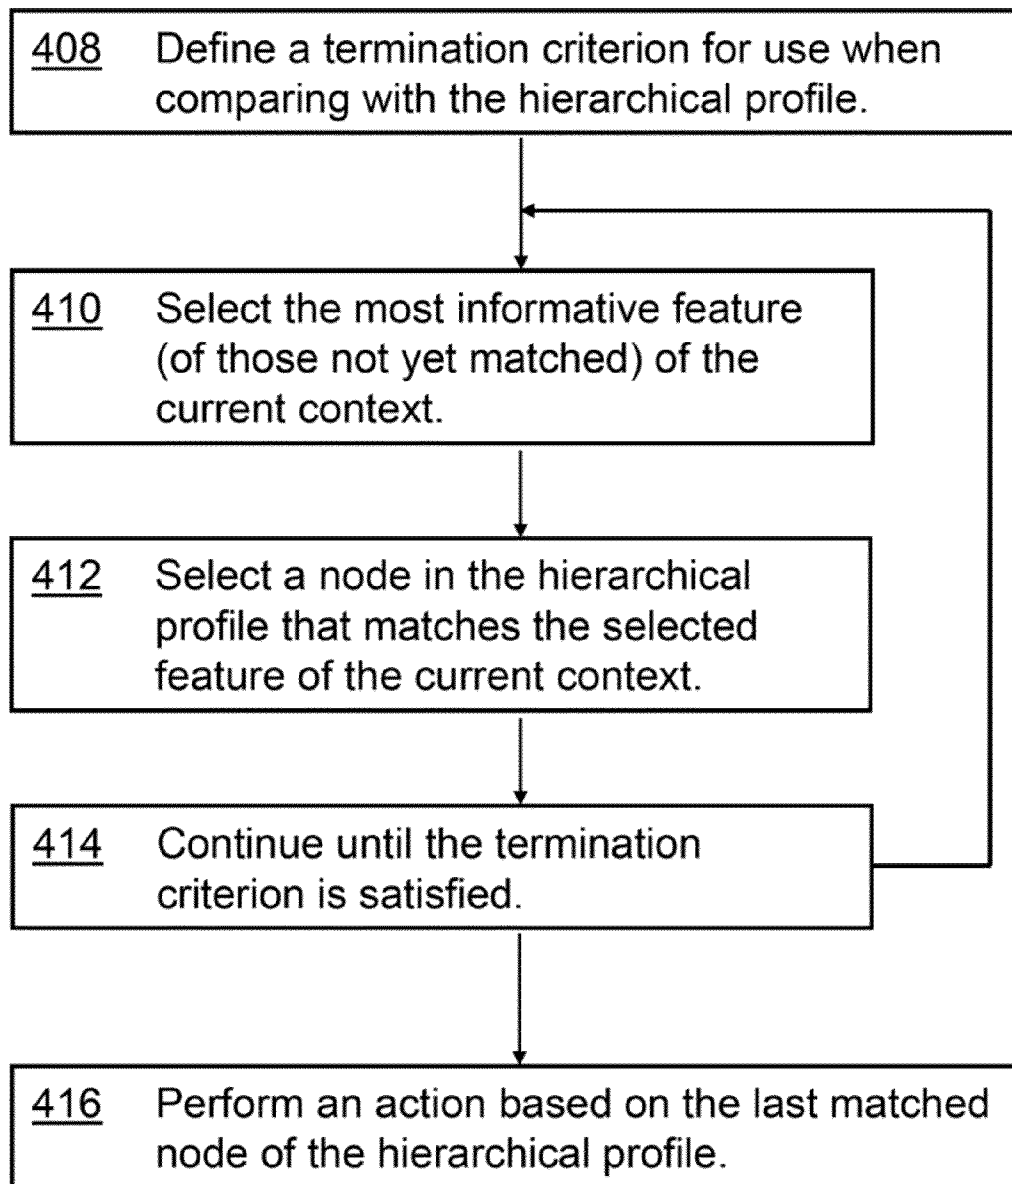 408 Define a termination criterion for use when
comparing with the hierarchical profile.
410 Select the most informative feature
(of those not yet matched) of the
current context.
412 Select a node in the hierarchical
profile that matches the selected
feature of the current context.
414 Continue until the termination
criterion is satisfied.
416 Perform an action based on the last matched
node of the hierarchical profile.